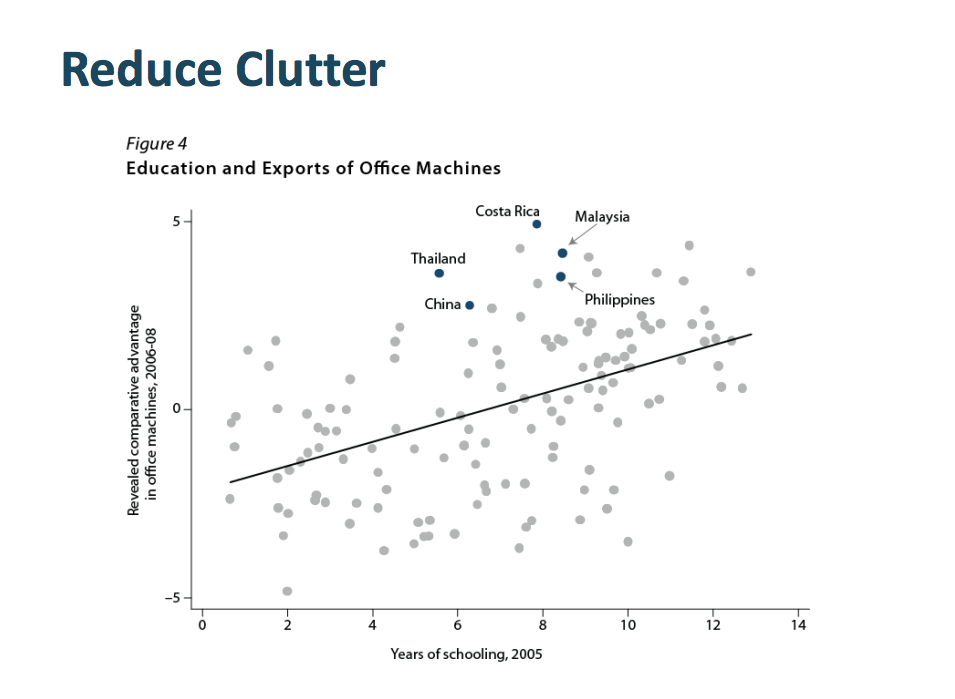 Reduce Clutter
Figure 4
Education and Exports of Office Machines
Revealed comparative advantage
in office machines, 2006-08
5
0
–5
Costa Rica
Malaysia
Thailand
China
Philippines
0 2 4 6 8 10 12 14
Years of schooling, 2005